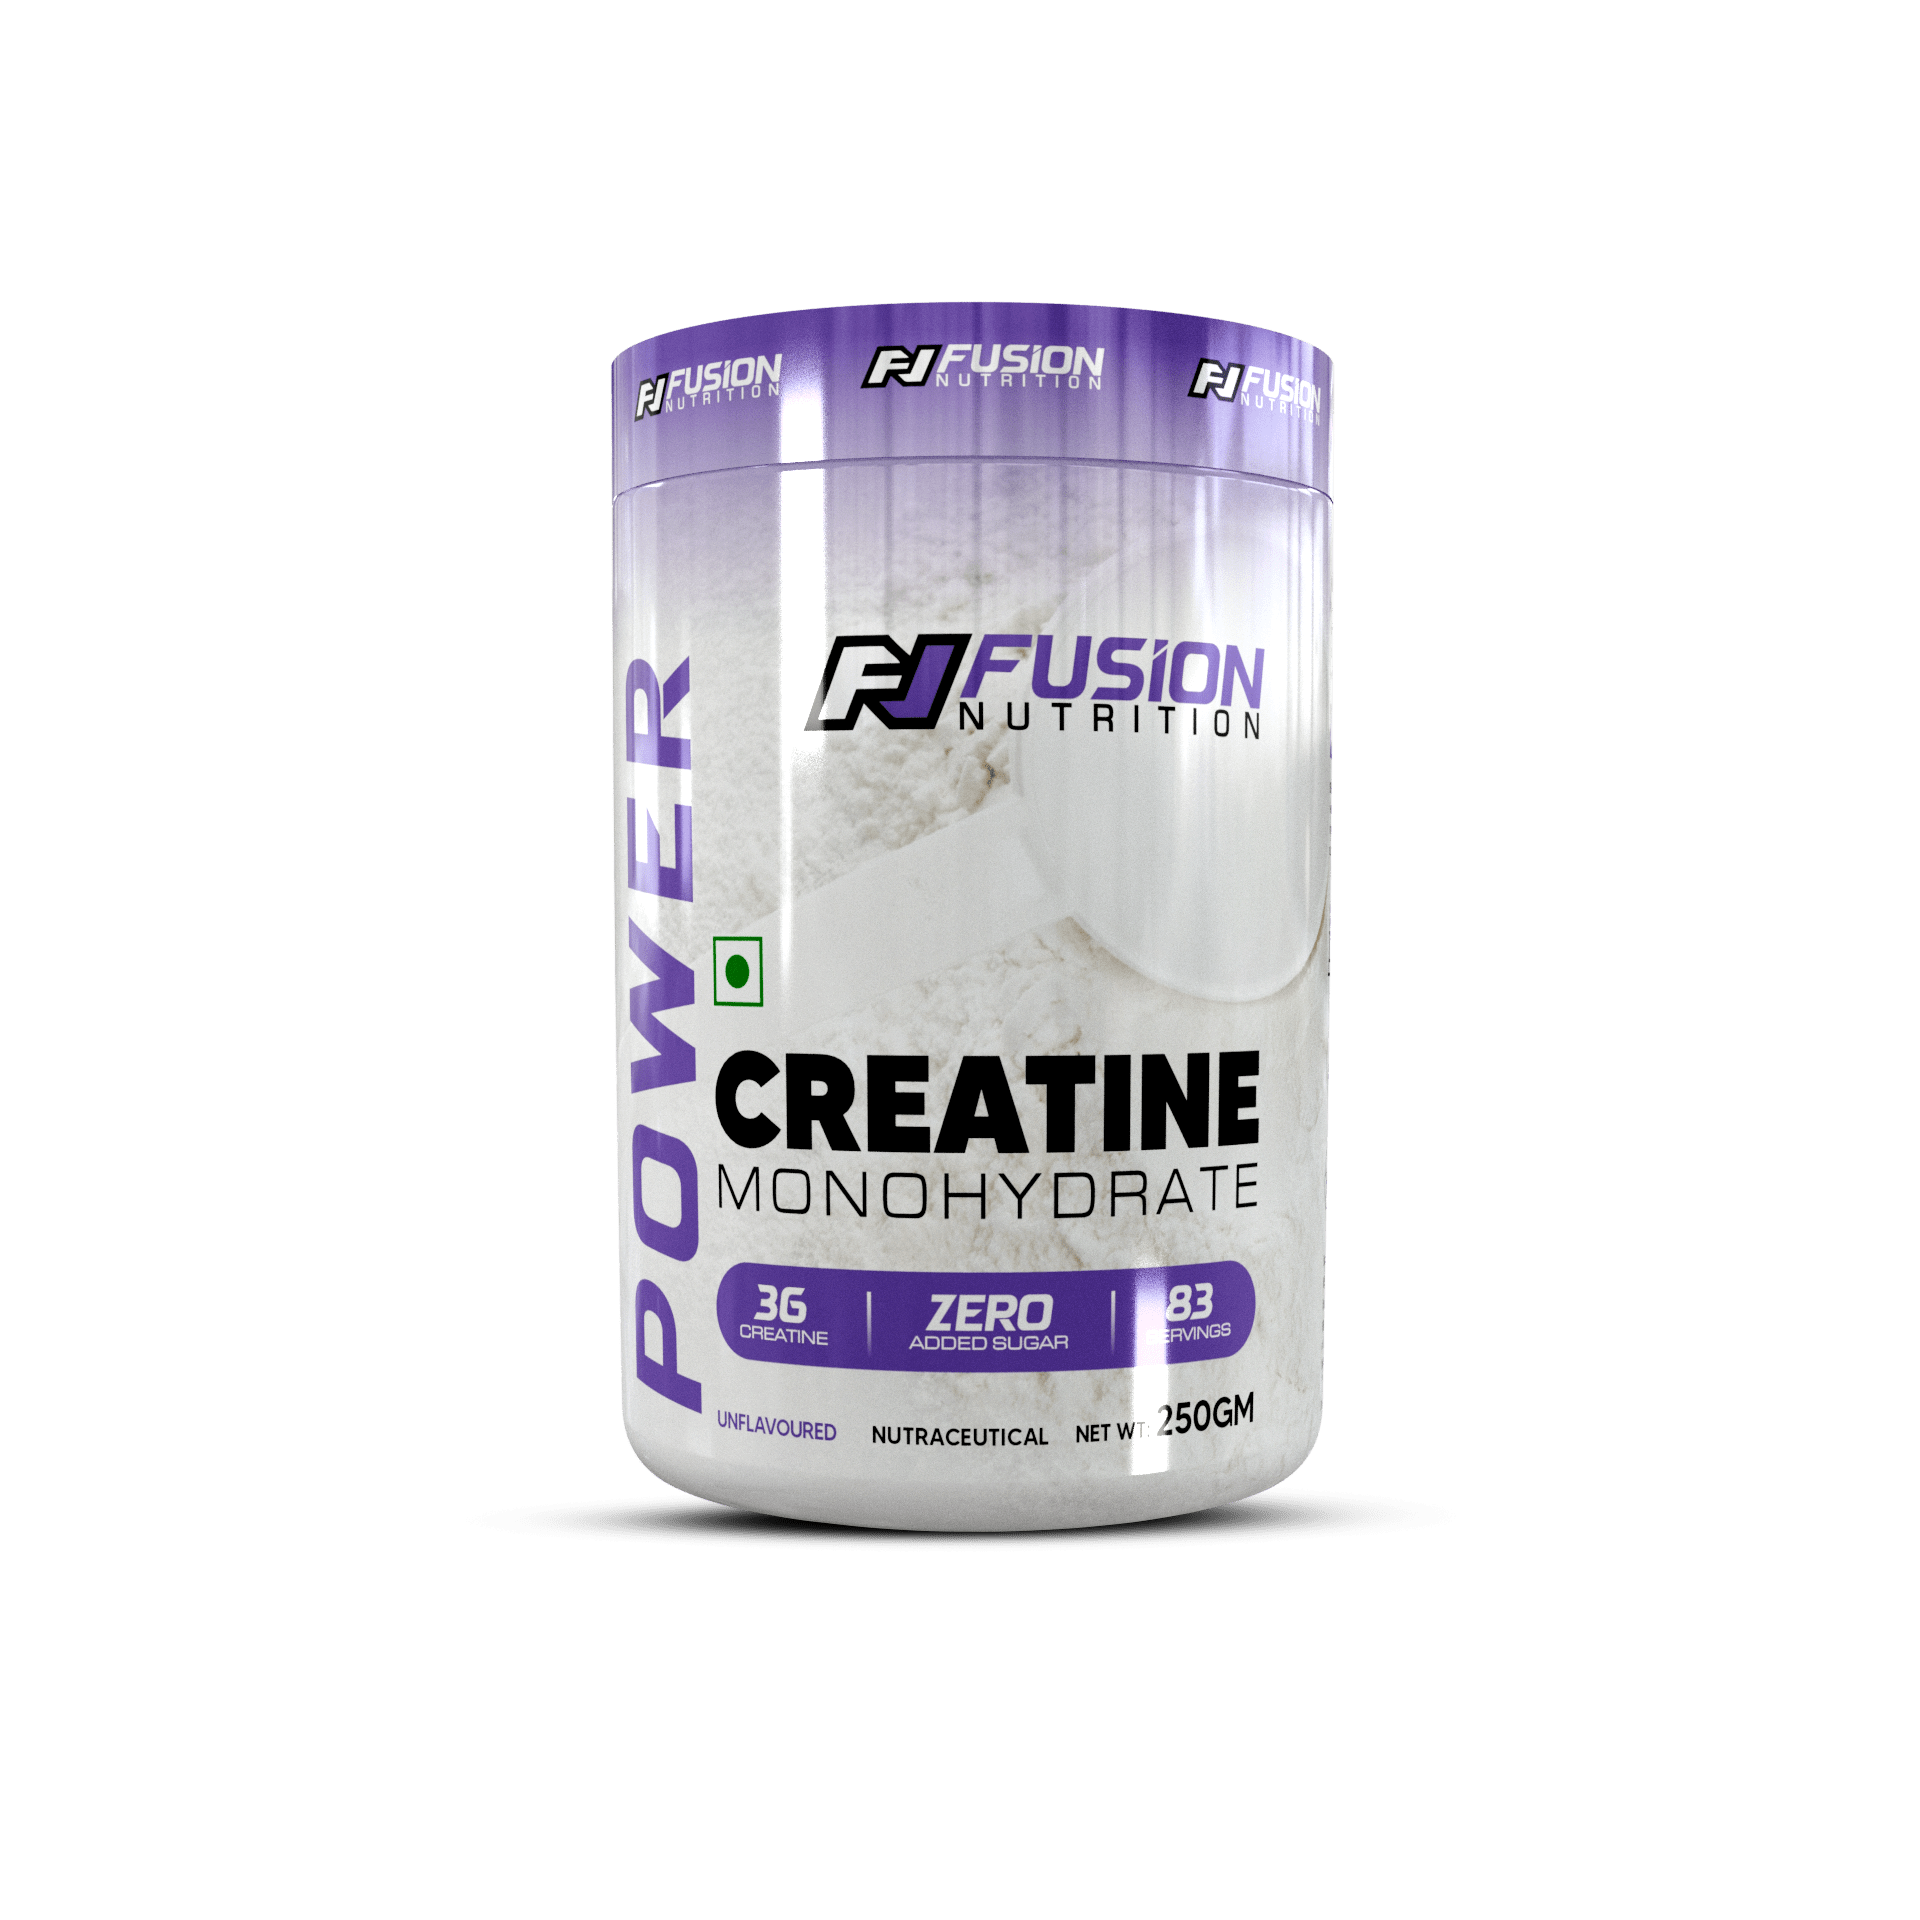 FUSION
NUTRITION
FUSION
NUTRITION
FUSION
NUTRITION
FUSION
NUTRITION
POWER
CREATINE
MONOHYDRATE
3G
CREATINE
ZERO
ADDED SUGAR
83
SERVINGS
UNFLAVOURED
NUTRACEUTICAL
NET WT: 250GM